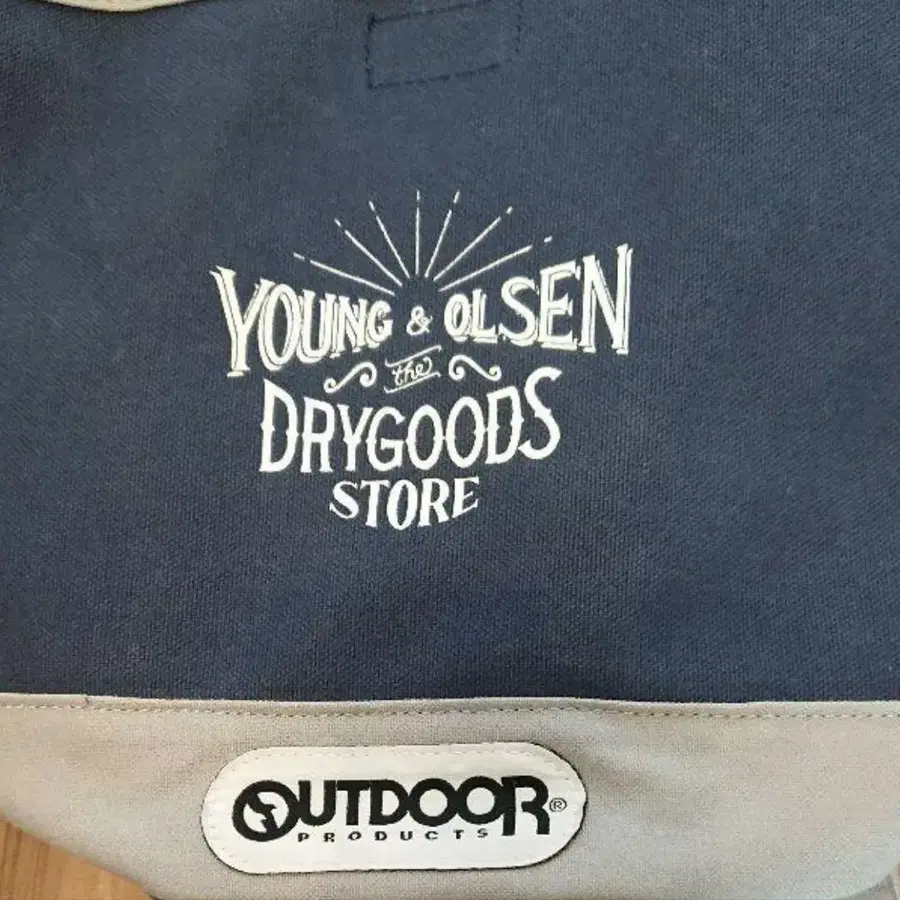 YOUNG & OLSEN
the
DRYGOODS
STORE
OUTDOOR®
PRODUCTS